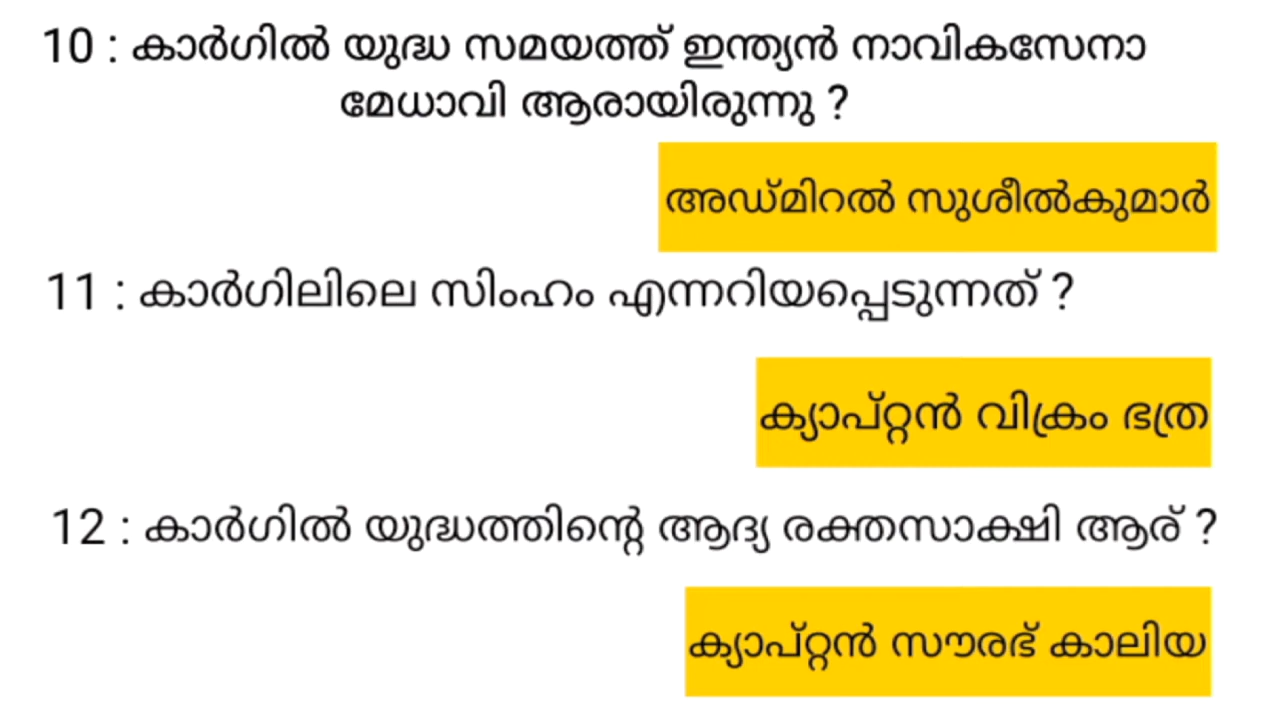 10 : കാർഗിൽ യുദ്ധ സമയത്ത് ഇന്ത്യൻ നാവികസേനാ
മേധാവി ആരായിരുന്നു ?
അഡ്മിറൽ സുശീൽകുമാർ
11 : കാർഗിലിലെ സിംഹം എന്നറിയപ്പെടുന്നത് ?
ക്യാപ്റ്റൻ വിക്രം ഭത്ര
12 : കാർഗിൽ യുദ്ധത്തിന്റെ ആദ്യ രക്തസാക്ഷി ആര് ?
ക്യാപ്റ്റൻ സൗരഭ് കാലിയ